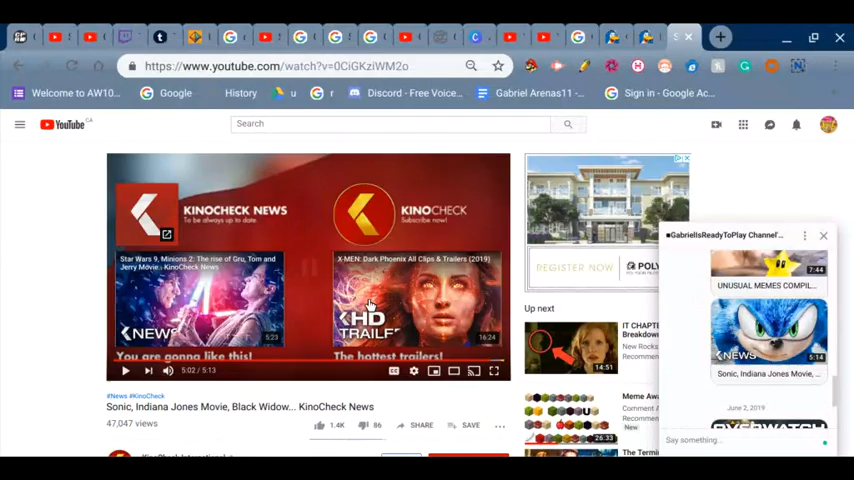 https://www.youtube.com/watch?v=0CiGKziWM2o
Welcome to AW10...
Google
History
u
r
Discord - Free Voice...
Gabriel Arenas11 -...
Sign in - Google Ac...
YouTube CA
Search
KINOCHECK NEWS
To be always up to date.
KINOCHECK
Subscribe now!
Star Wars 9, Minions 2: The rise of Gru, Tom and
Jerry Movie.. KinoCheck News
NEWS
5:23
You are gonna like this!
X-MEN: Dark Phoenix All Clips & Trailers (2019)
HD
TRAILER
16:24
The hottest trailers!
5:02 / 5:13
#News #KinoCheck
Sonic, Indiana Jones Movie, Black Widow... KinoCheck News
47,047 views
1.4K
86
SHARE
SAVE
KinoCheck International
REGISTER NOW
POLY
Up next
IT CHAPTE
Breakdow
New Rocks
Recommen
14:51
Meme Awa
Comment A
Recommen
New
26:33
The Termin
■GabrielIsReadyToPlay Channel'...
7:44
UNUSUAL MEMES COMPIL...
NEWS
5:14
Sonic, Indiana Jones Movie, ...
June 2, 2019
OVERWATCH
Say something...